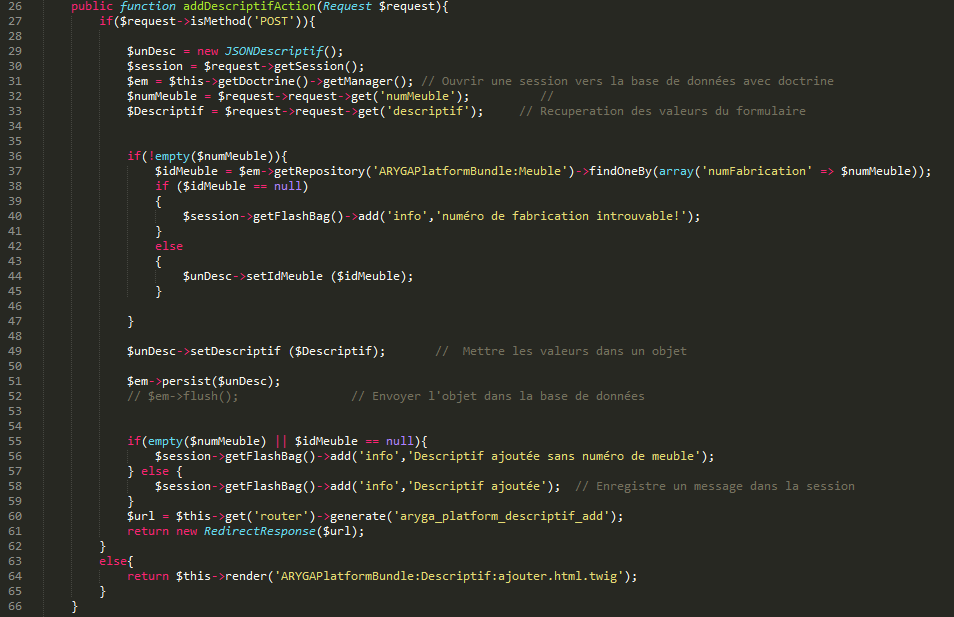 26 public function addDescriptifAction(Request $request){
27 if($request->isMethod('POST')){
28
29 $unDesc = new JSONDescriptif();
30 $session = $request->getSession();
31 $em = $this->getDoctrine()->getManager(); // Ouvrir une session vers la base de données avec doctrine
32 $numMeuble = $request->request->get('numMeuble'); //
33 $Descriptif = $request->request->get('descriptif'); // Recuperation des valeurs du formulaire
34
35
36 if(!empty($numMeuble)){
37 $idMeuble = $em->getRepository('ARYGAPlatformBundle:Meuble')->findOneBy(array('numFabrication' => $numMeuble));
38 if ($idMeuble == null)
39 {
40 $session->getFlashBag()->add('info','numéro de fabrication introuvable!');
41 }
42 else
43 {
44 $unDesc->setIdMeuble ($idMeuble);
45 }
46
47 }
48
49 $unDesc->setDescriptif ($Descriptif); // Mettre les valeurs dans un objet
50
51 $em->persist($unDesc);
52 // $em->flush(); // Envoyer l'objet dans la base de données
53
54
55 if(empty($numMeuble) || $idMeuble == null){
56 $session->getFlashBag()->add('info','Descriptif ajoutée sans numéro de meuble');
57 } else {
58 $session->getFlashBag()->add('info','Descriptif ajoutée'); // Enregistre un message dans la session
59 }
60 $url = $this->get('router')->generate('aryga_platform_descriptif_add');
61 return new RedirectResponse($url);
62 }
63 else{
64 return $this->render('ARYGAPlatformBundle:Descriptif:ajouter.html.twig');
65 }
66 }